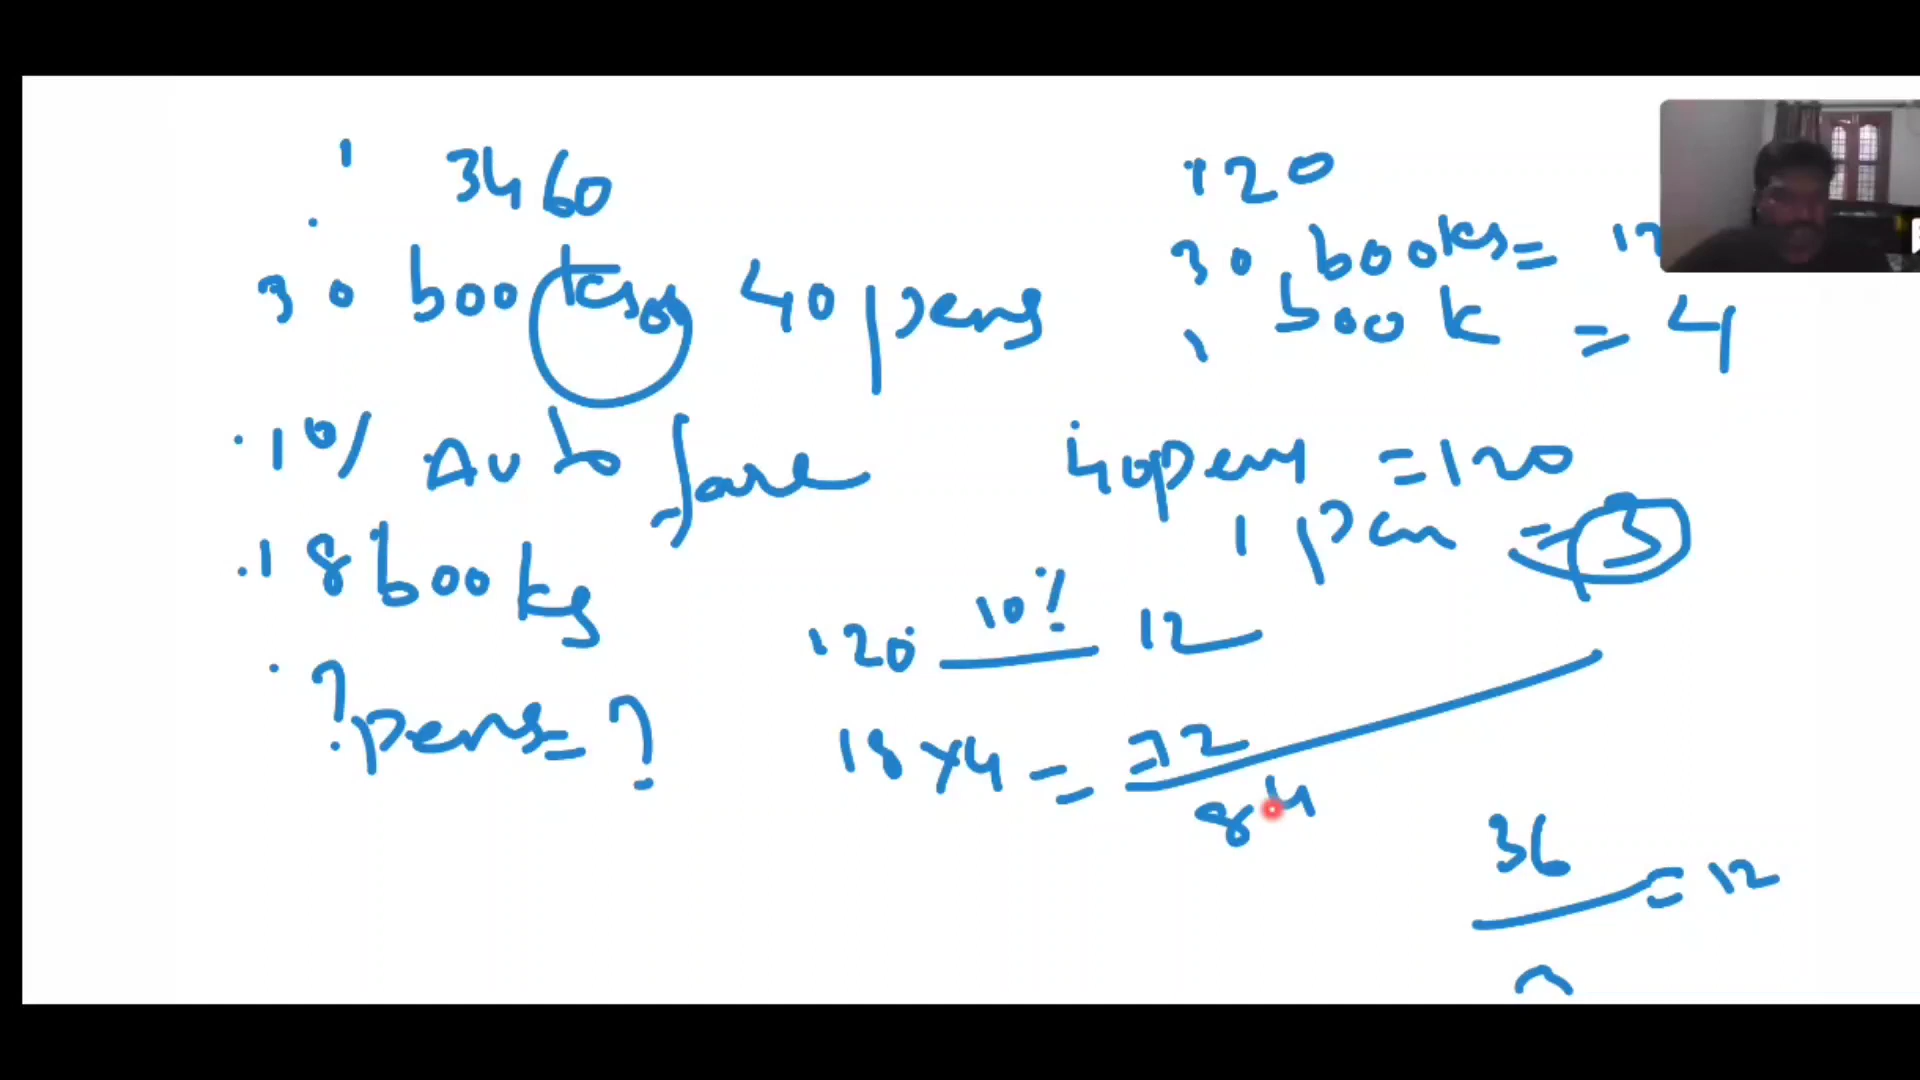 3460
30 books or 40 pens
10/ Auto fare
18 books
? pens = ?
120
30 books = 12
1 book = 4
40 pens = 120
1 pen = 3
120 10% 12
18 x 4 = 72
84
36 = 12